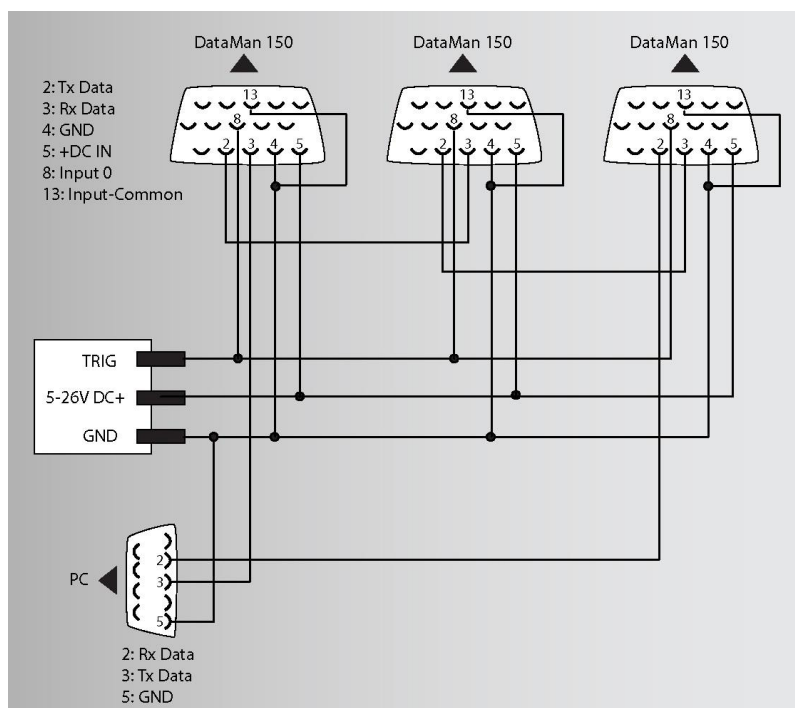 DataMan 150
DataMan 150
DataMan 150
2: Tx Data
3: Rx Data
4: GND
5: +DC IN
8: Input 0
13: Input-Common
13
8
2 3 4 5
13
8
2 3 4 5
13
8
2 3 4 5
TRIG
5-26V DC+
GND
PC
2
3
5
2: Rx Data
3: Tx Data
5: GND